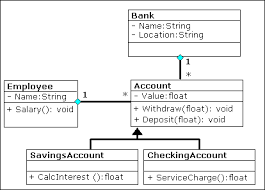 Bank
- Name:String
- Location:String
1
*
Employee
- Name:String
+ Salary(): void
1
*
Account
- Value:float
+ Withdraw(float): void
+ Deposit(float): void
SavingsAccount
+ CalcInterest ():float
CheckingAccount
+ ServiceCharge():float